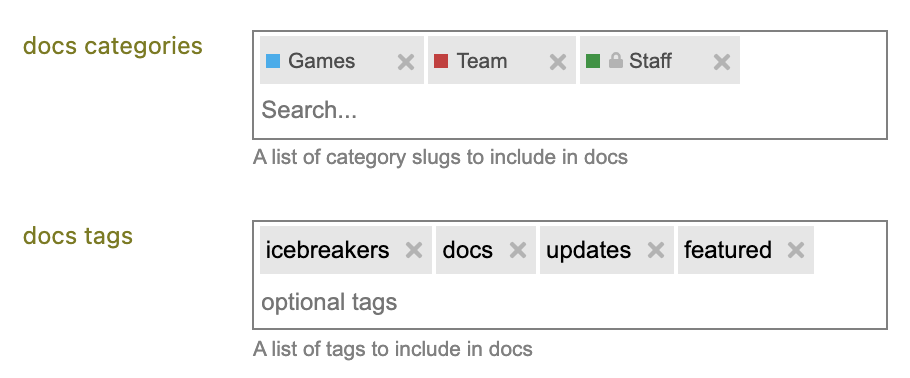 docs categories
Games Team Staff
Search...
A list of category slugs to include in docs
docs tags
icebreakers docs updates featured
optional tags
A list of tags to include in docs